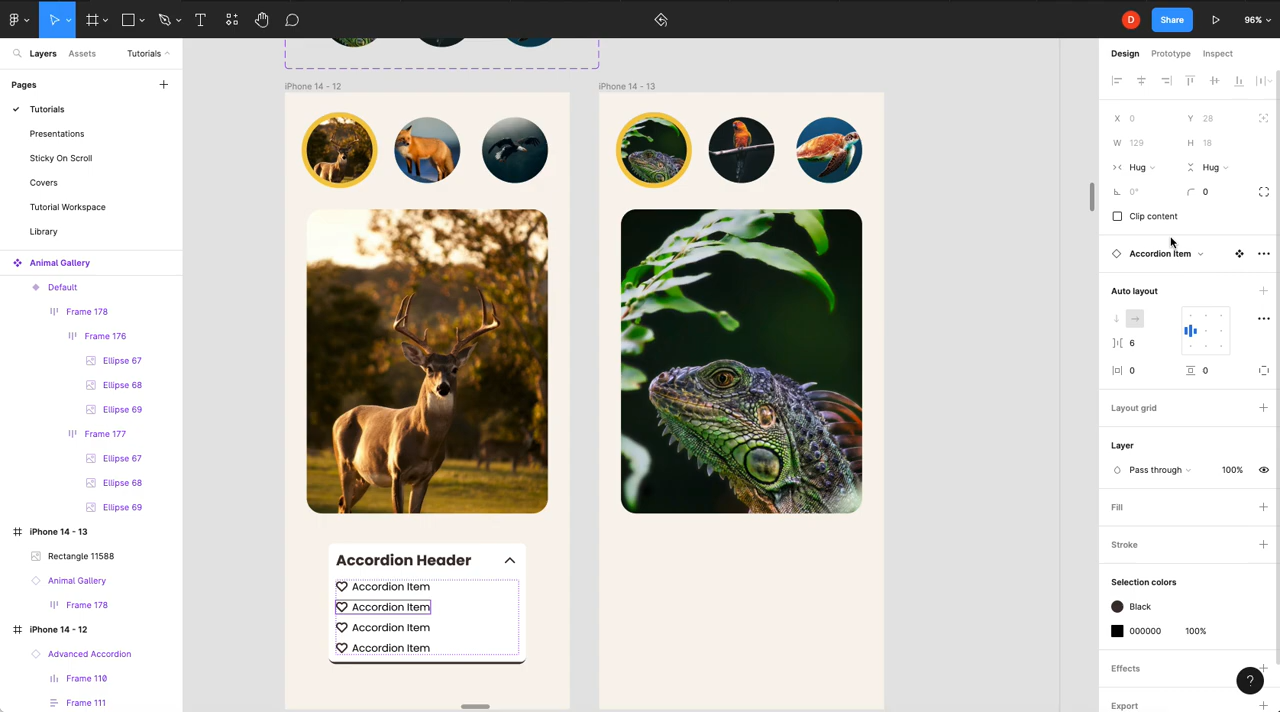 D
Share
96%
Layers
Assets
Tutorials
Pages
Tutorials
Presentations
Sticky On Scroll
Covers
Tutorial Workspace
Library
Animal Gallery
Default
Frame 178
Frame 176
Ellipse 67
Ellipse 68
Ellipse 69
Frame 177
Ellipse 67
Ellipse 68
Ellipse 69
iPhone 14 - 13
Rectangle 11588
Animal Gallery
Frame 178
iPhone 14 - 12
Advanced Accordion
Frame 110
Frame 111
iPhone 14 - 12
Accordion Header
Accordion Item
Accordion Item
Accordion Item
Accordion Item
iPhone 14 - 13
Design
Prototype
Inspect
X 0 Y 28
W 129 H 18
Hug Hug
0° 0
Clip content
Accordion Item
Auto layout
6
0 0
Layout grid
Layer
Pass through 100%
Fill
Stroke
Selection colors
Black
000000 100%
Effects
Export
?